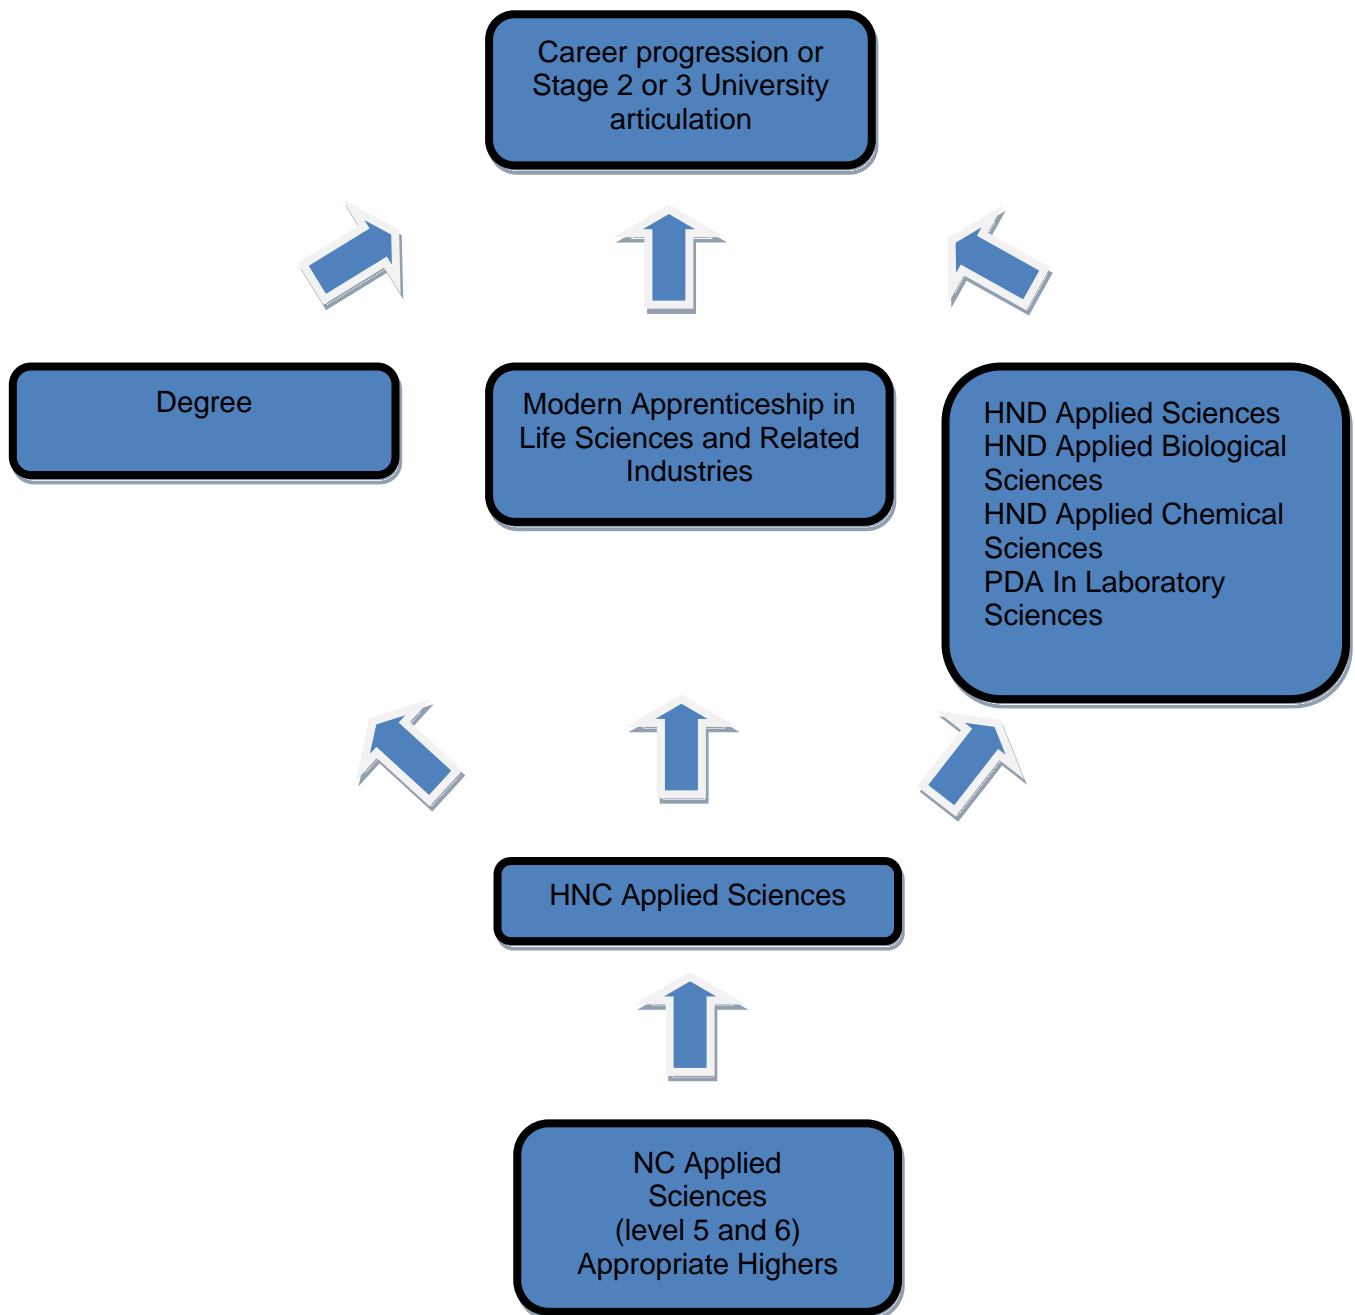 Career progression or
Stage 2 or 3 University
articulation
Degree
Modern Apprenticeship in
Life Sciences and Related
Industries
HND Applied Sciences
HND Applied Biological
Sciences
HND Applied Chemical
Sciences
PDA In Laboratory
Sciences
HNC Applied Sciences
NC Applied
Sciences
(level 5 and 6)
Appropriate Highers